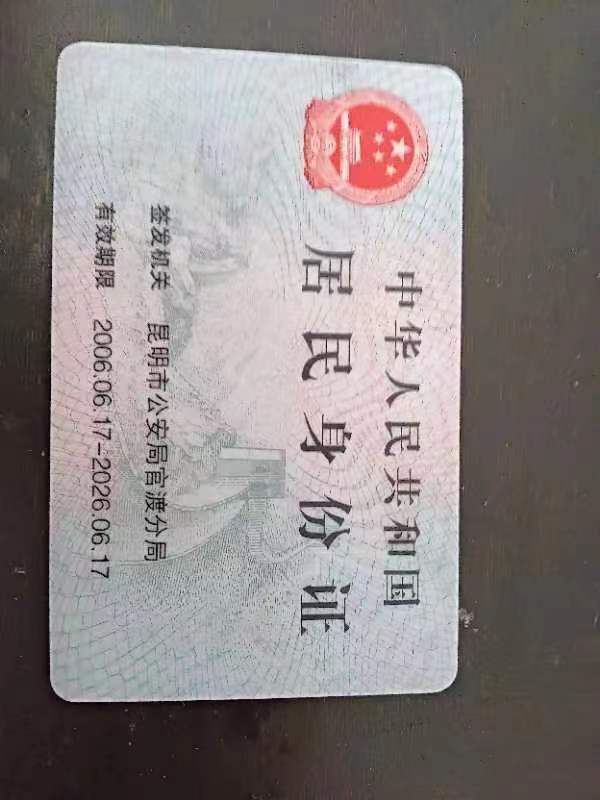 中华人民共和国
居民身份证
签发机关 昆明市公安局官渡分局
有效期限 2006.06.17-2026.06.17